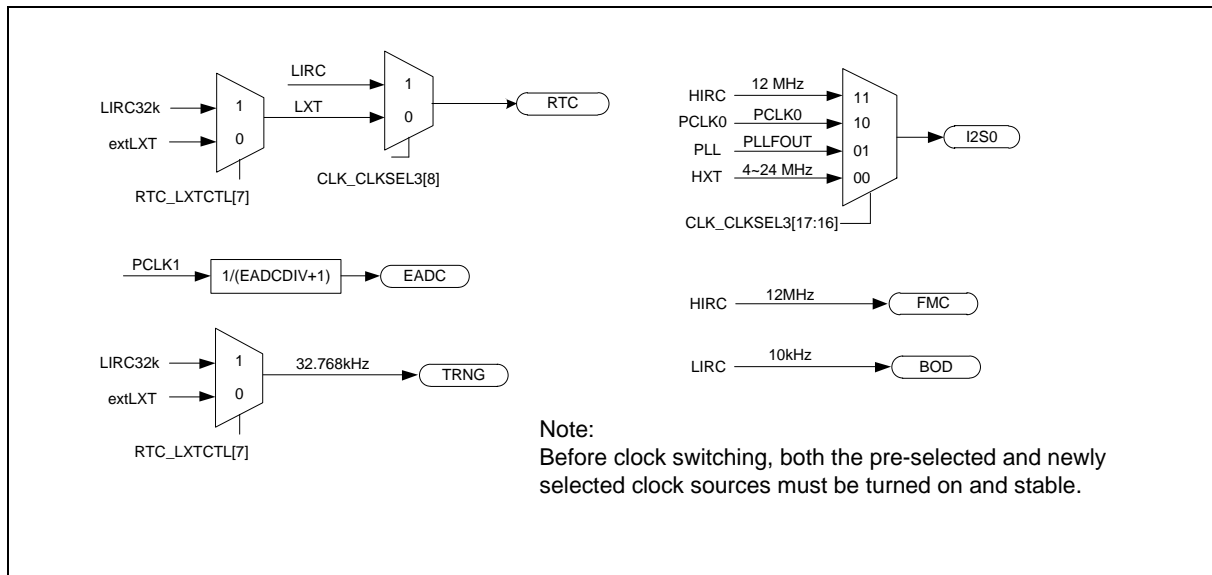 LIRC32k
extLXT
1
0
RTC_LXTCTL[7]
LIRC
LXT
1
0
CLK_CLKSEL3[8]
RTC
HIRC
12 MHz
11
PCLK0
PCLK0
10
PLL
PLLFOUT
01
HXT
4~24 MHz
00
CLK_CLKSEL3[17:16]
I2S0
PCLK1
1/(EADCDIV+1)
EADC
HIRC
12MHz
FMC
LIRC32k
extLXT
1
0
RTC_LXTCTL[7]
32.768kHz
TRNG
LIRC
10kHz
BOD
Note:
Before clock switching, both the pre-selected and newly
selected clock sources must be turned on and stable.